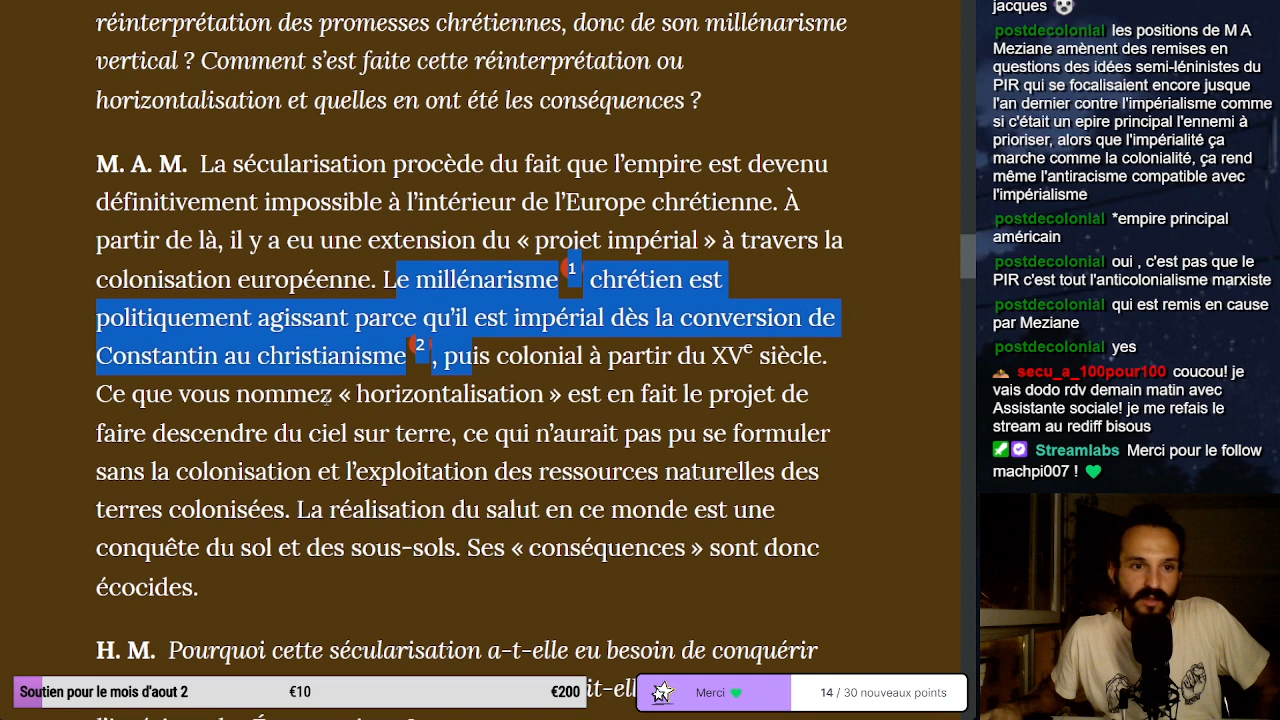 réinterprétation des promesses chrétiennes, donc de son millénarisme
vertical ? Comment s’est faite cette réinterprétation ou
horizontalisation et quelles en ont été les conséquences ?
M. A. M. La sécularisation procède du fait que l’empire est devenu
définitivement impossible à l’intérieur de l’Europe chrétienne. À
partir de là, il y a eu une extension du « projet impérial » à travers la
colonisation européenne. Le millénarisme 1 chrétien est
politiquement agissant parce qu’il est impérial dès la conversion de
Constantin au christianisme 2 , puis colonial à partir du XVe siècle.
Ce que vous nommez « horizontalisation » est en fait le projet de
faire descendre du ciel sur terre, ce qui n’aurait pas pu se formuler
sans la colonisation et l’exploitation des ressources naturelles des
terres colonisées. La réalisation du salut en ce monde est une
conquête du sol et des sous-sols. Ses « conséquences » sont donc
écocides.
H. M. Pourquoi cette sécularisation a-t-elle eu besoin de conquérir
Soutien pour le mois d'aout 2 €10 €200
Merci 14 / 30 nouveaux points
jacques
postdecolonial les positions de M A
Meziane amènent des remises en
questions des idées semi-léninistes du
PIR qui se focalisaient encore jusque
l'an dernier contre l'impérialisme comme
si c'était un epire principal l'ennemi à
prioriser, alors que l'impérialité ça
marche comme la colonialité, ça rend
même l'antiracisme compatible avec
l'impérialisme
postdecolonial *empire principal
américain
postdecolonial oui , c'est pas que le
PIR c'est tout l'anticolonialisme marxiste
postdecolonial qui est remis en cause
par Meziane
postdecolonial yes
secu_a_100pour100 coucou! je
vais dodo rdv demain matin avec
Assistante sociale! je me refais le
stream au rediff bisous
Streamlabs Merci pour le follow
machpi007 !